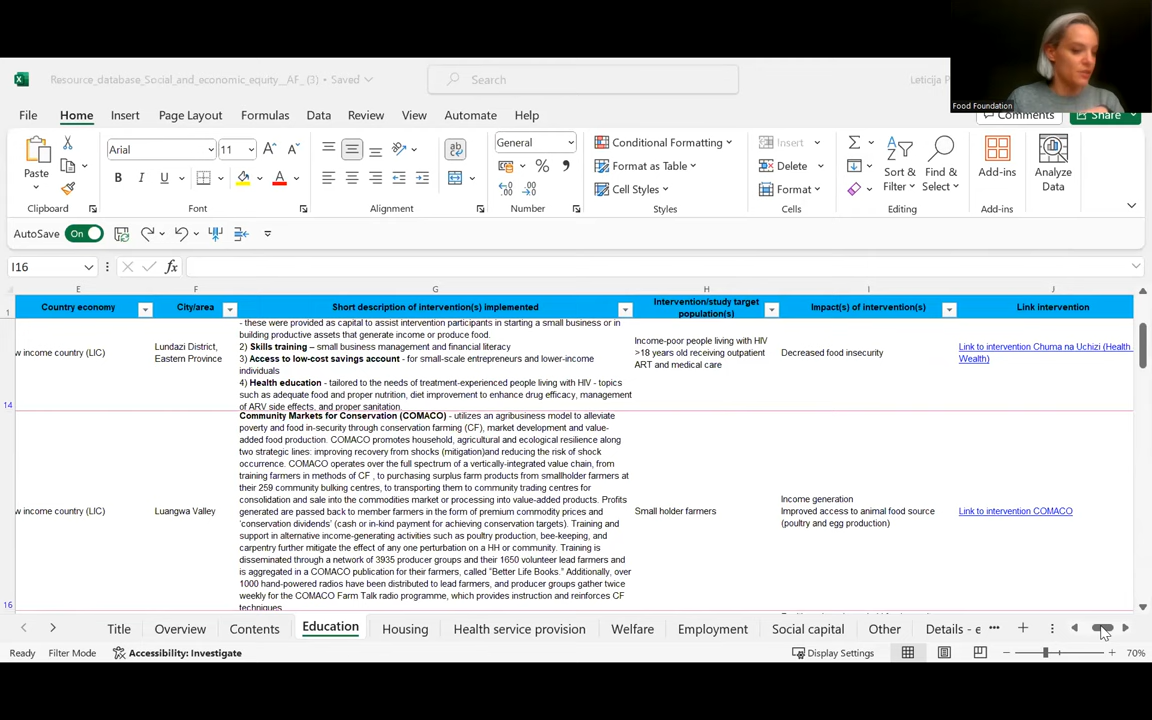 Resource_database_Social_and_economic_equity__AF_(3) • Saved
Search
Leticija P
Food Foundation
File Home Insert Page Layout Formulas Data Review View Automate Help
Comments
Share
Paste
Arial
11
B I U
A A A
ab
General
% ,
Conditional Formatting
Format as Table
Cell Styles
Insert
Delete
Format
Sort &
Filter
Find &
Select
Add-ins
Analyze
Data
Clipboard Font Alignment Number Styles Cells Editing Add-ins
AutoSave On
I16
fx
E F G H I J
1
Country economy
City/area
Short description of intervention(s) implemented
Intervention/study target
population(s)
Impact(s) of intervention(s)
Link intervention
14
w income country (LIC)
Lundazi District,
Eastern Province
- these were provided as capital to assist intervention participants in starting a small business or in
building productive assets that generate income or produce food.
2) Skills training – small business management and financial literacy
3) Access to low-cost savings account - for small-scale entrepreneurs and lower-income
individuals
4) Health education - tailored to the needs of treatment-experienced people living with HIV - topics
such as adequate food and proper nutrition, diet improvement to enhance drug efficacy, management
of ARV side effects, and proper sanitation.
Income-poor people living with HIV
>18 years old receiving outpatient
ART and medical care
Decreased food insecurity
Link to intervention Chuma na Uchizi (Health
Wealth)
16
w income country (LIC)
Luangwa Valley
Community Markets for Conservation (COMACO) - utilizes an agribusiness model to alleviate
poverty and food in-security through conservation farming (CF), market development and value-
added food production. COMACO promotes household, agricultural and ecological resilience along
two strategic lines: improving recovery from shocks (mitigation)and reducing the risk of shock
occurrence. COMACO operates over the full spectrum of a vertically-integrated value chain, from
training farmers in methods of CF , to purchasing surplus farm products from smallholder farmers at
their 259 community bulking centres, to transporting them to community trading centres for
consolidation and sale into the commodities market or processing into value-added products. Profits
generated are passed back to member farmers in the form of premium commodity prices and
'conservation dividends' (cash or in-kind payment for achieving conservation targets). Training and
support in alternative income-generating activities such as poultry production, bee-keeping, and
carpentry further mitigate the effect of any one perturbation on a HH or community. Training is
disseminated through a network of 3935 producer groups and their 1650 volunteer lead farmers and
is aggregated in a COMACO publication for their farmers, called "Better Life Books." Additionally, over
1000 hand-powered radios have been distributed to lead farmers, and producer groups gather twice
weekly for the COMACO Farm Talk radio programme, which provides instruction and reinforces CF
techniques
Small holder farmers
Income generation
Improved access to animal food source
(poultry and egg production)
Link to intervention COMACO
Title Overview Contents Education Housing Health service provision Welfare Employment Social capital Other Details - e
Ready Filter Mode Accessibility: Investigate Display Settings 70%